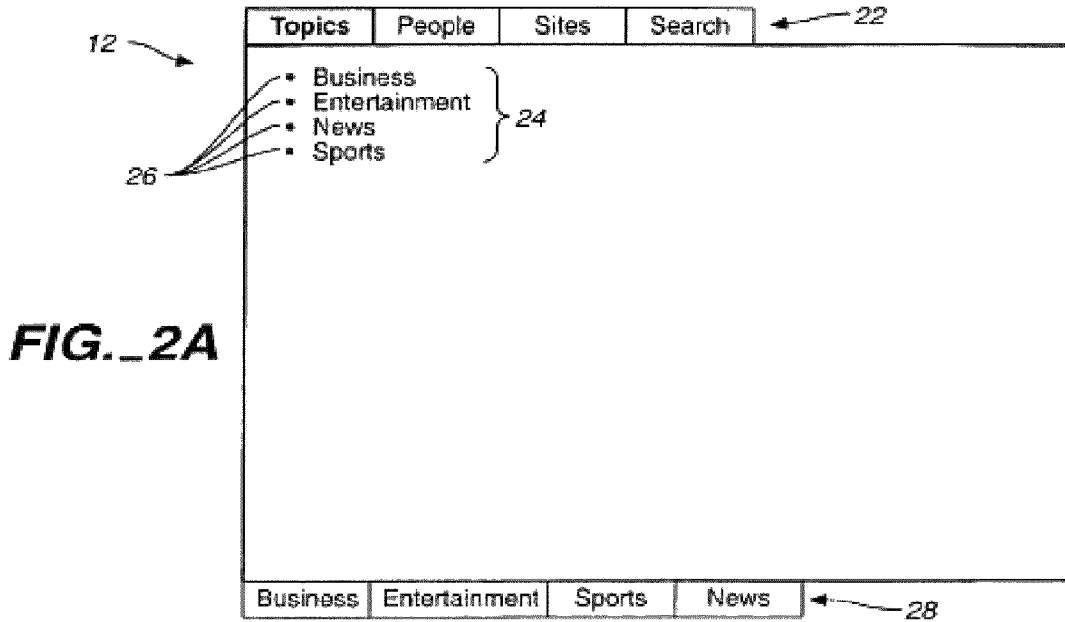 Topics People Sites Search 22
12
• Business
• Entertainment 24
• News
• Sports
26
FIG._2A
Business Entertainment Sports News 28